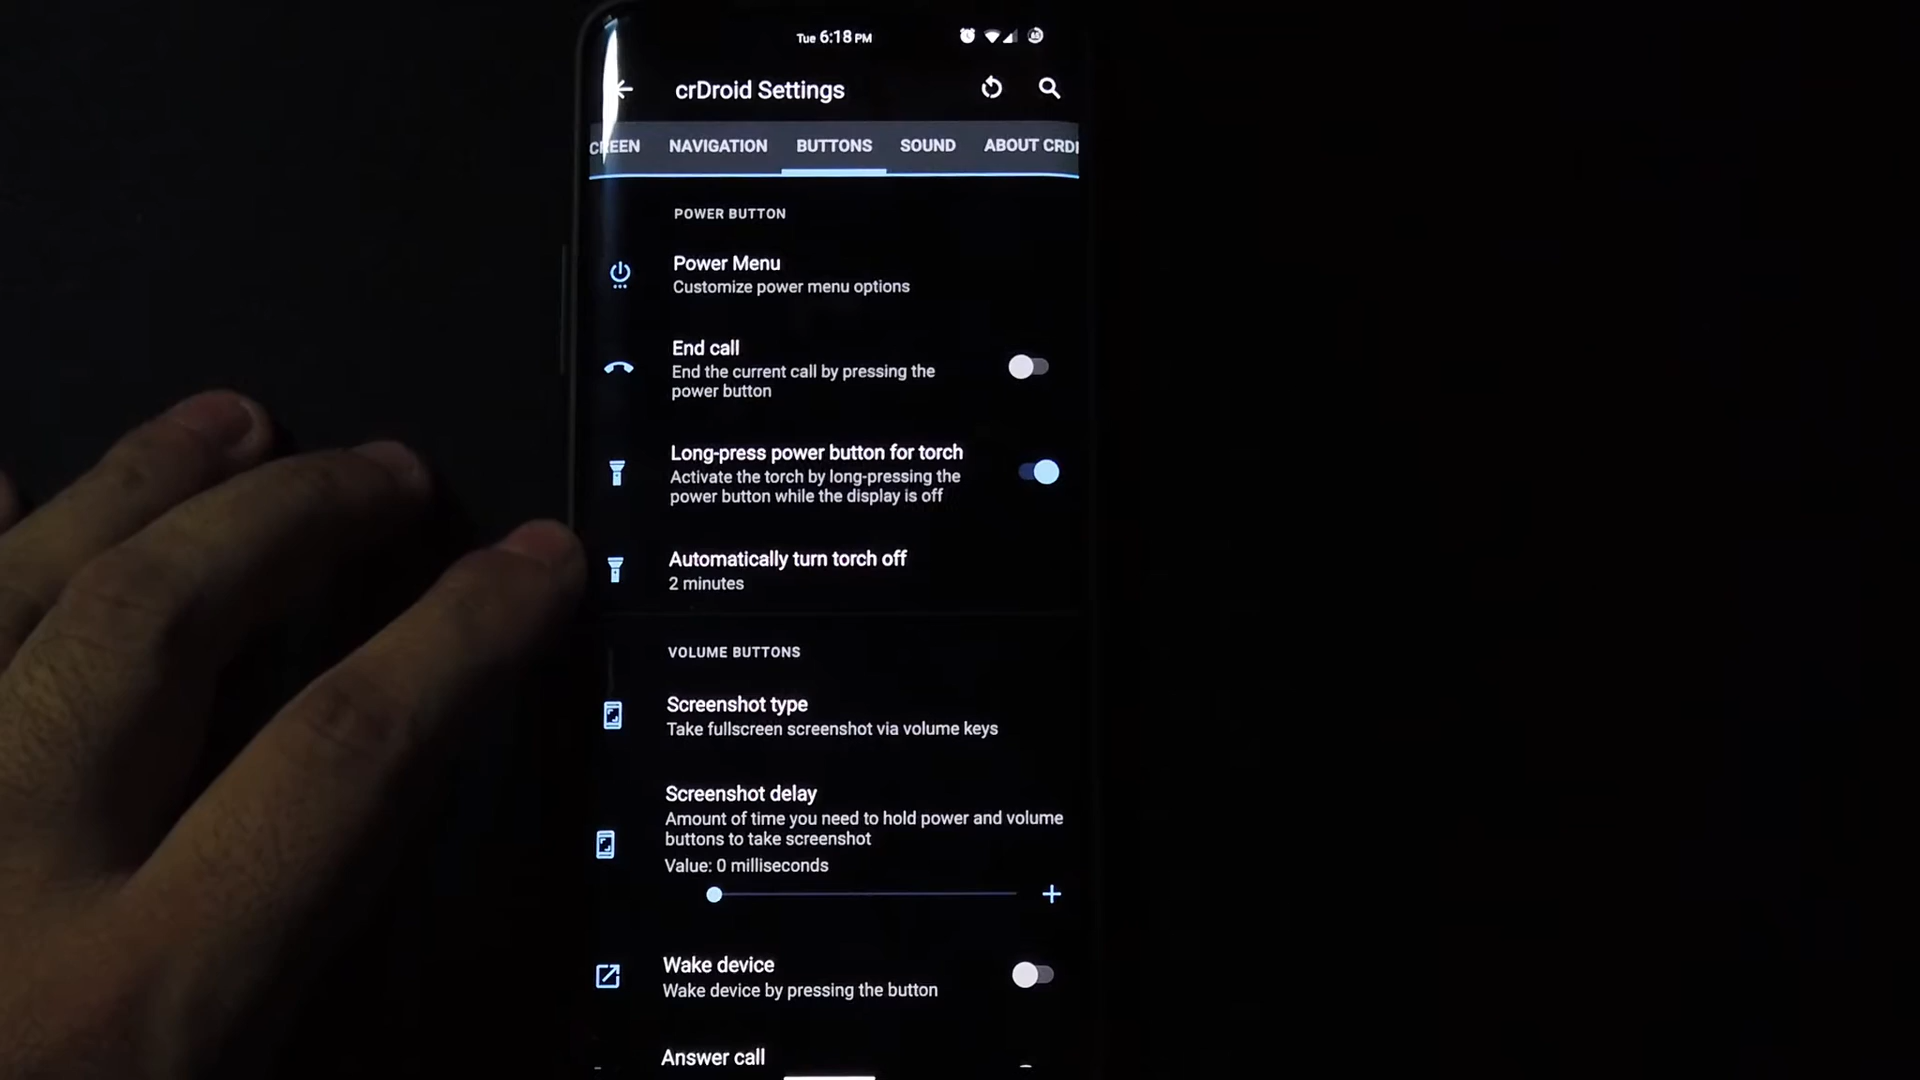 Tue 6:18 PM
crDroid Settings
CREEN NAVIGATION BUTTONS SOUND ABOUT CRD
POWER BUTTON
Power Menu
Customize power menu options
End call
End the current call by pressing the
power button
Long-press power button for torch
Activate the torch by long-pressing the
power button while the display is off
Automatically turn torch off
2 minutes
VOLUME BUTTONS
Screenshot type
Take fullscreen screenshot via volume keys
Screenshot delay
Amount of time you need to hold power and volume
buttons to take screenshot
Value: 0 milliseconds
Wake device
Wake device by pressing the button
Answer call